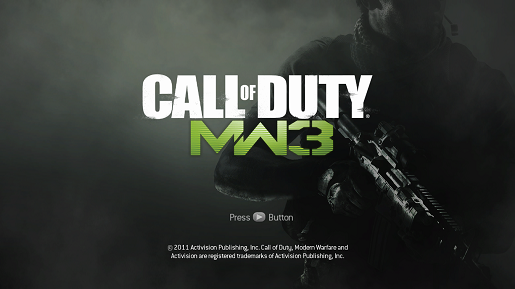 CALL OF DUTY®
MW3
Press Button
© 2011 Activision Publishing, Inc. Call of Duty, Modern Warfare and
Activision are registered trademarks of Activision Publishing, Inc.